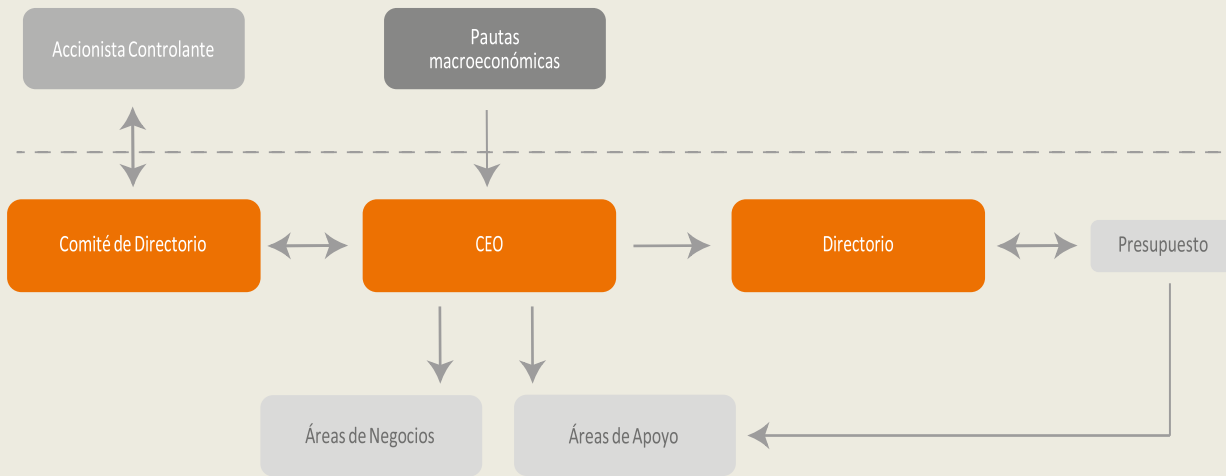 Accionista Controlante
Pautas
macroeconómicas
Comité de Directorio
CEO
Directorio
Presupuesto
Áreas de Negocios
Áreas de Apoyo